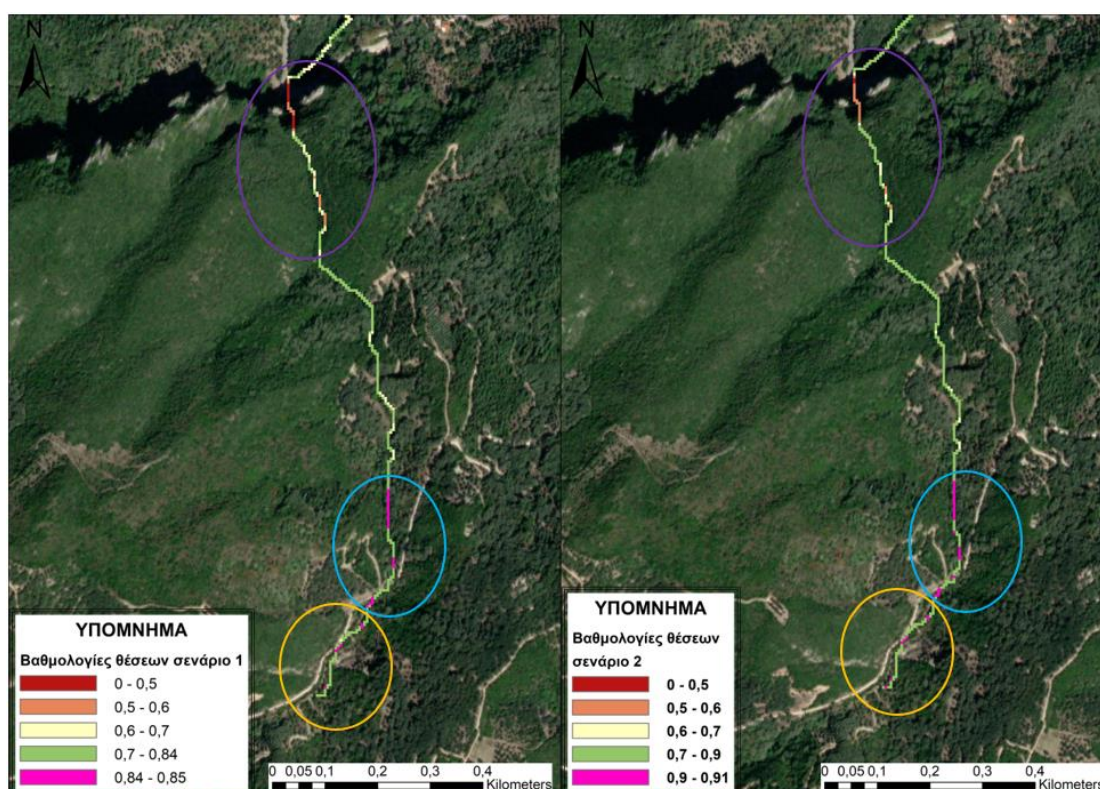 N
ΥΠΟΜΝΗΜΑ
Βαθμολογίες θέσεων σενάριο 1
0 - 0,5
0,5 - 0,6
0,6 - 0,7
0,7 - 0,84
0,84 - 0,85
0 0,05 0,1 0,2 0,3 0,4
Kilometers
N
ΥΠΟΜΝΗΜΑ
Βαθμολογίες θέσεων
σενάριο 2
0 - 0,5
0,5 - 0,6
0,6 - 0,7
0,7 - 0,9
0,9 - 0,91
0 0,05 0,1 0,2 0,3 0,4
Kilometers